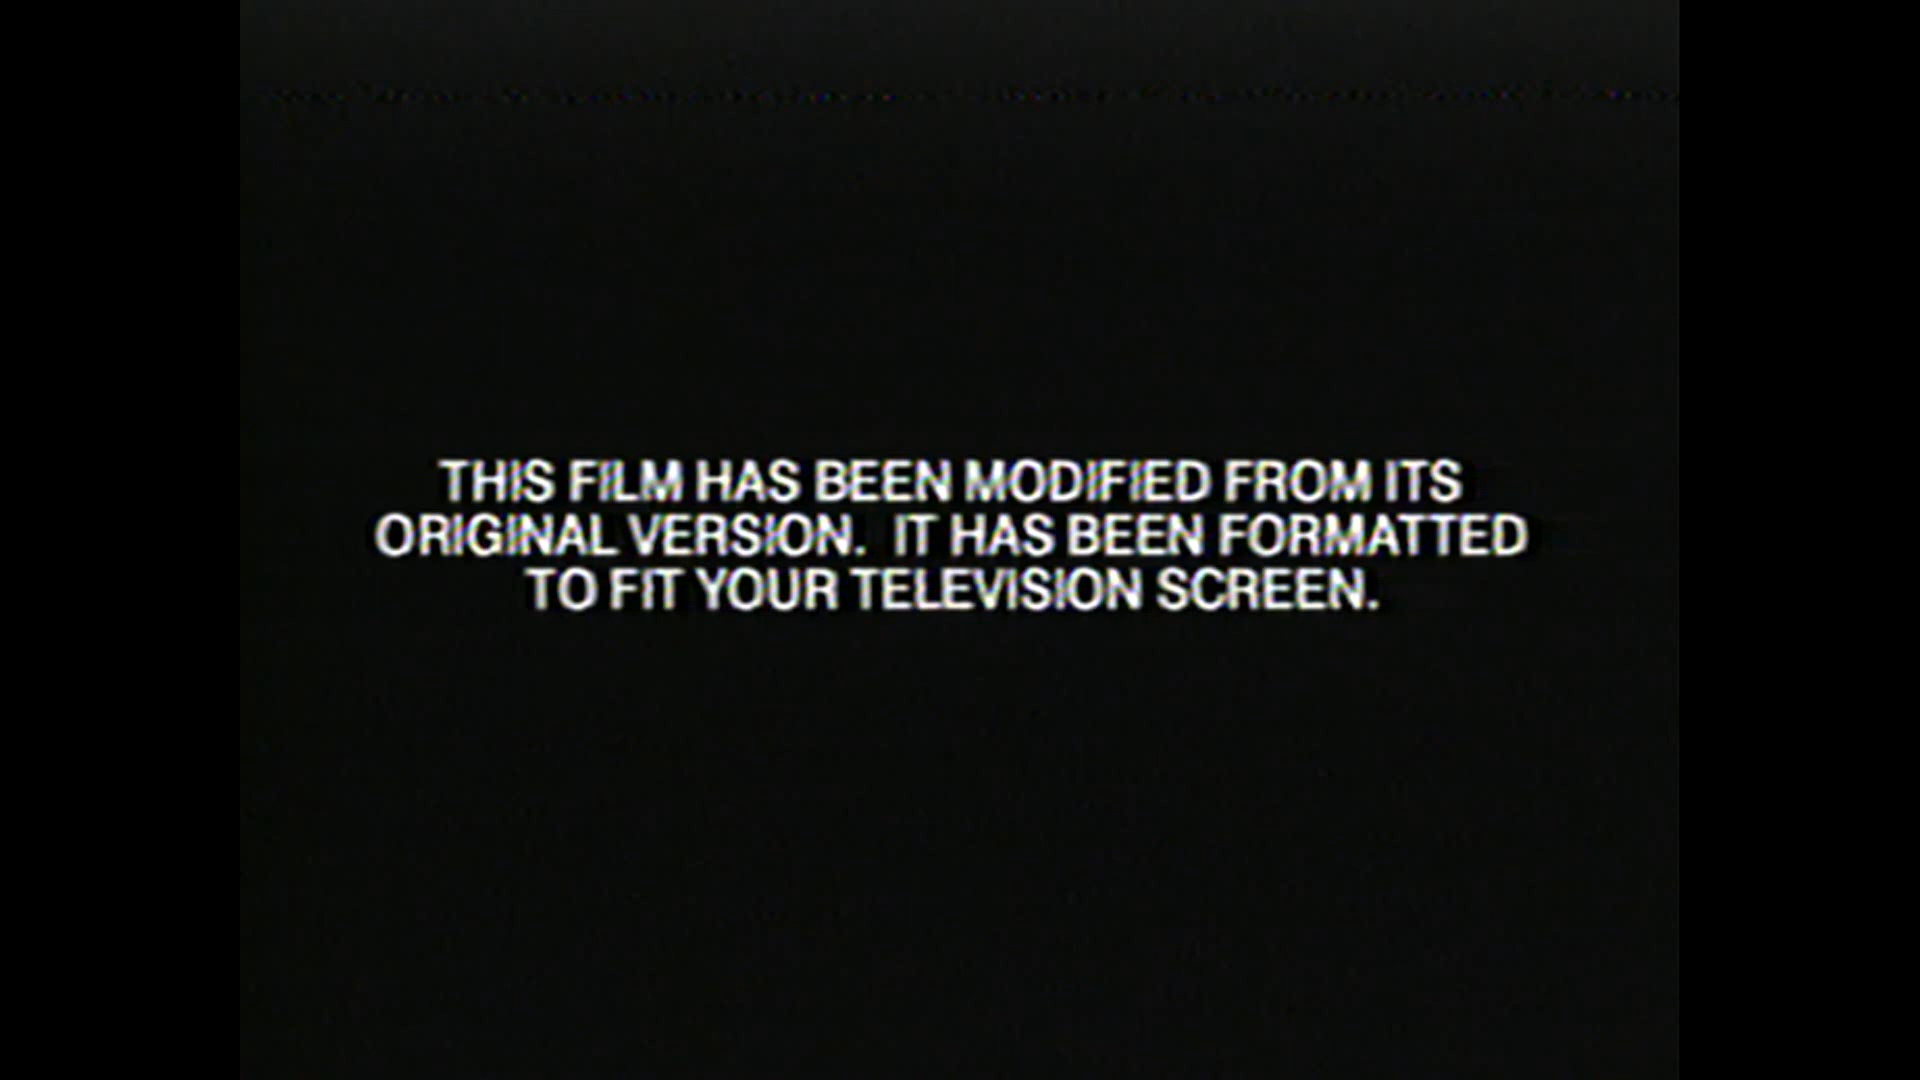 THIS FILM HAS BEEN MODIFIED FROM ITS
ORIGINAL VERSION.  IT HAS BEEN FORMATTED
TO FIT YOUR TELEVISION SCREEN.